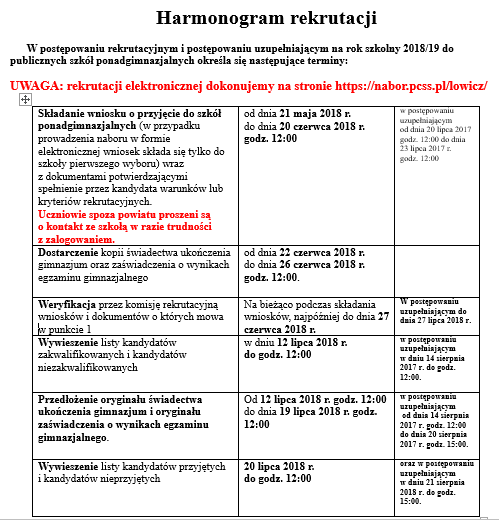 Harmonogram rekrutacji
W postępowaniu rekrutacyjnym i postępowaniu uzupełniającym na rok szkolny 2018/19 do
publicznych szkół ponadgimnazjalnych określa się następujące terminy:
UWAGA: rekrutacji elektronicznej dokonujemy na stronie https://nabor.pcss.pl/lowicz/
Składanie wniosku o przyjęcie do szkół
ponadgimnazjalnych (w przypadku
prowadzenia naboru w formie
elektronicznej wniosek składa się tylko do
szkoły pierwszego wyboru) wraz
z dokumentami potwierdzającymi
spełnienie przez kandydata warunków lub
kryteriów rekrutacyjnych.
Uczniowie spoza powiatu proszeni są
o kontakt ze szkołą w razie trudności
z zalogowaniem.
od dnia 21 maja 2018 r.
do dnia 20 czerwca 2018 r.
godz. 12:00
w postępowaniu
uzupełniającym
od dnia 20 lipca 2017
godz. 12:00 do dnia
23 lipca 2017 r.
godz. 12:00
Dostarczenie kopii świadectwa ukończenia
gimnazjum oraz zaświadczenia o wynikach
egzaminu gimnazjalnego
od dnia 22 czerwca 2018 r.
do dnia 26 czerwca 2018 r.
godz. 12:00.
Weryfikacja przez komisję rekrutacyjną
wniosków i dokumentów o których mowa
w punkcie 1
Na bieżąco podczas składania
wniosków, najpóźniej do dnia 27
czerwca 2018 r.
W postępowaniu
uzupełniającym do
dnia 27 lipca 2018 r.
Wywieszenie listy kandydatów
zakwalifikowanych i kandydatów
niezakwalifikowanych
w dniu 12 lipca 2018 r.
do godz. 12:00
w postępowaniu
uzupełniającym
w dniu 14 sierpnia
2017 r. do godz.
12:00.
Przedłożenie oryginału świadectwa
ukończenia gimnazjum i oryginału
zaświadczenia o wynikach egzaminu
gimnazjalnego.
Od 12 lipca 2018 r. godz. 12:00
do dnia 19 lipca 2018 r. godz.
12:00
w postępowaniu
uzupełniającym
od dnia 14 sierpnia
2017 r. godz. 12:00
do dnia 20 sierpnia
2017 r. godz. 15:00.
Wywieszenie listy kandydatów przyjętych
i kandydatów nieprzyjętych
20 lipca 2018 r.
do godz. 12:00
oraz w postępowaniu
uzupełniającym
w dniu 21 sierpnia
2018 r. do godz.
15:00.